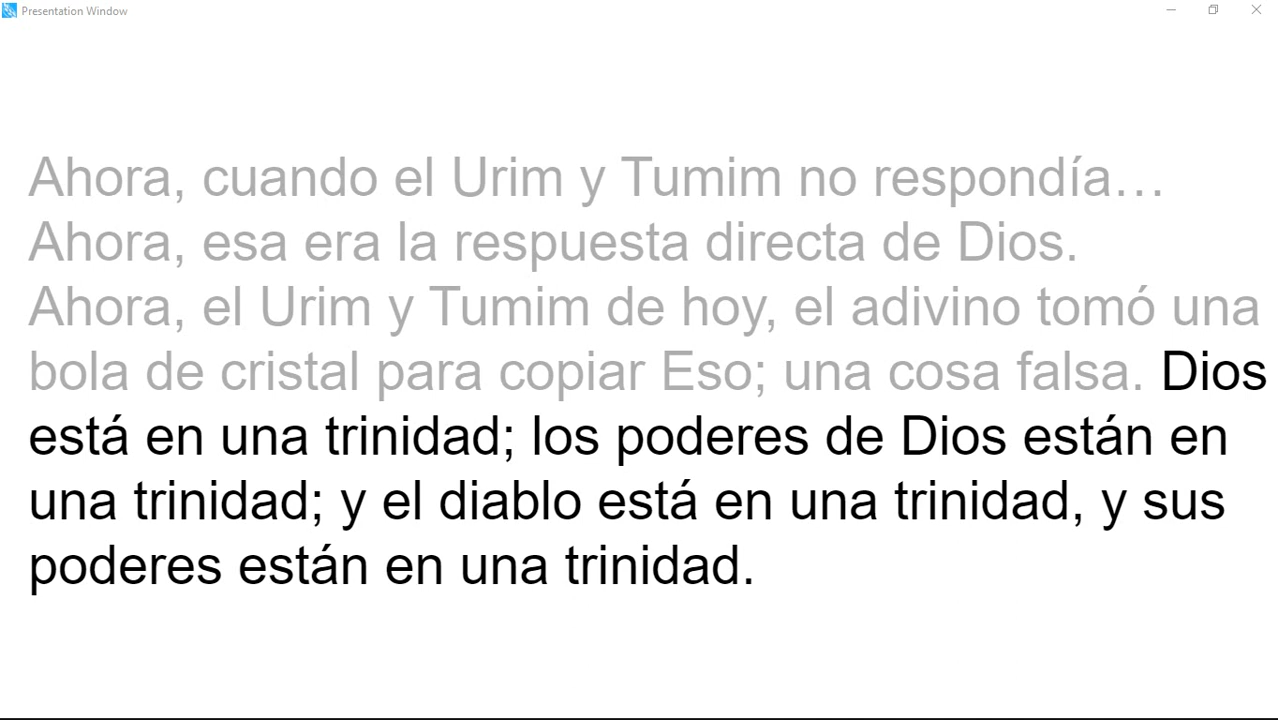 Presentation Window
Ahora, cuando el Urim y Tumim no respondía…
Ahora, esa era la respuesta directa de Dios.
Ahora, el Urim y Tumim de hoy, el adivino tomó una
bola de cristal para copiar Eso; una cosa falsa. Dios
está en una trinidad; los poderes de Dios están en
una trinidad; y el diablo está en una trinidad, y sus
poderes están en una trinidad.